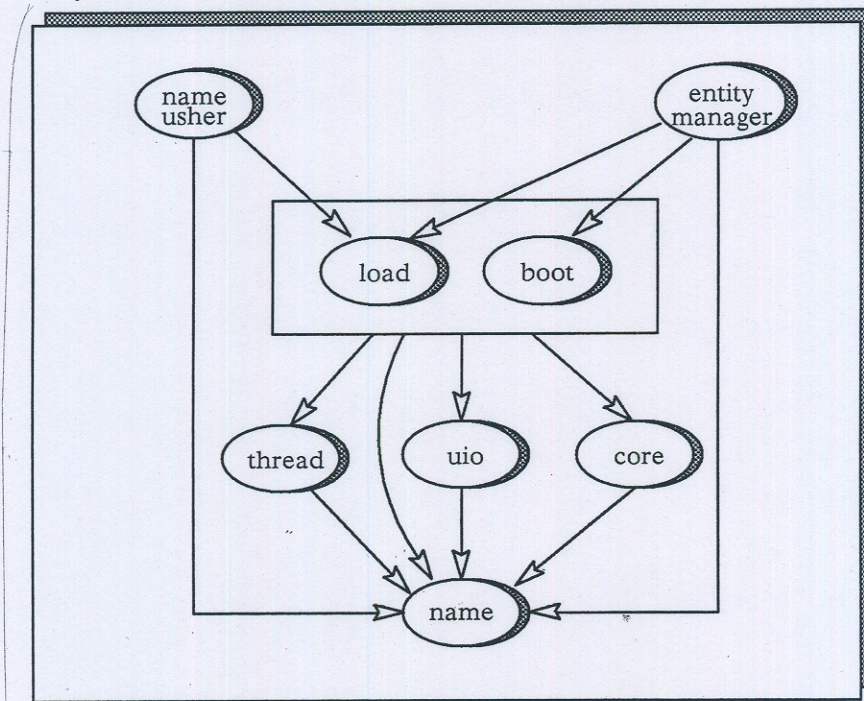 name
usher
entity
manager
load
boot
thread
uio
core
name